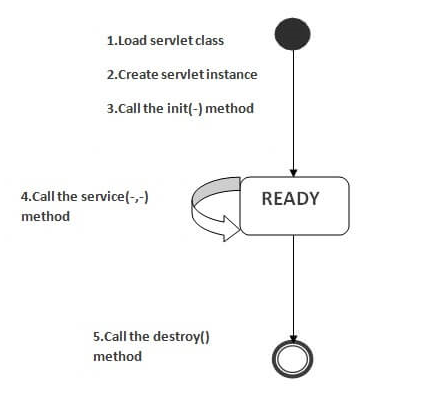 1.Load servlet class
2.Create servlet instance
3.Call the init(-) method
READY
4.Call the service(-,-)
method
5.Call the destroy()
method